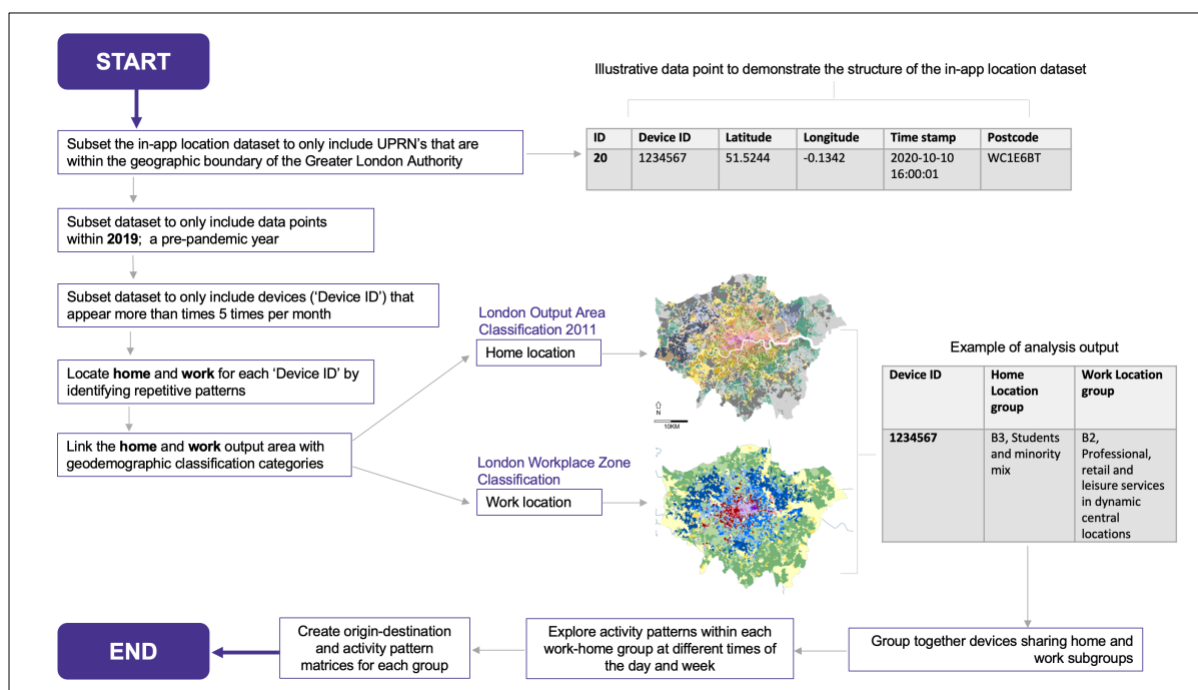 START
Illustrative data point to demonstrate the structure of the in-app location dataset
Subset the in-app location dataset to only include UPRN's that are
within the geographic boundary of the Greater London Authority
ID Device ID Latitude Longitude Time stamp Postcode
20 1234567 51.5244 -0.1342 2020-10-10 WC1E6BT
16:00:01
Subset dataset to only include data points
within 2019; a pre-pandemic year
Subset dataset to only include devices (‘Device ID’) that
appear more than times 5 times per month
Locate home and work for each ‘Device ID’ by
identifying repetitive patterns
Link the home and work output area with
geodemographic classification categories
London Output Area
Classification 2011
Home location
N
10KM
London Workplace Zone
Classification
Work location
Example of analysis output
Device ID Home Work Location
Location group
group
1234567 B3, Students B2,
and minority Professional,
mix retail and
leisure services
in dynamic
central
locations
Group together devices sharing home and
work subgroups
Explore activity patterns within each
work-home group at different times of
the day and week
Create origin-destination
and activity pattern
matrices for each group
END